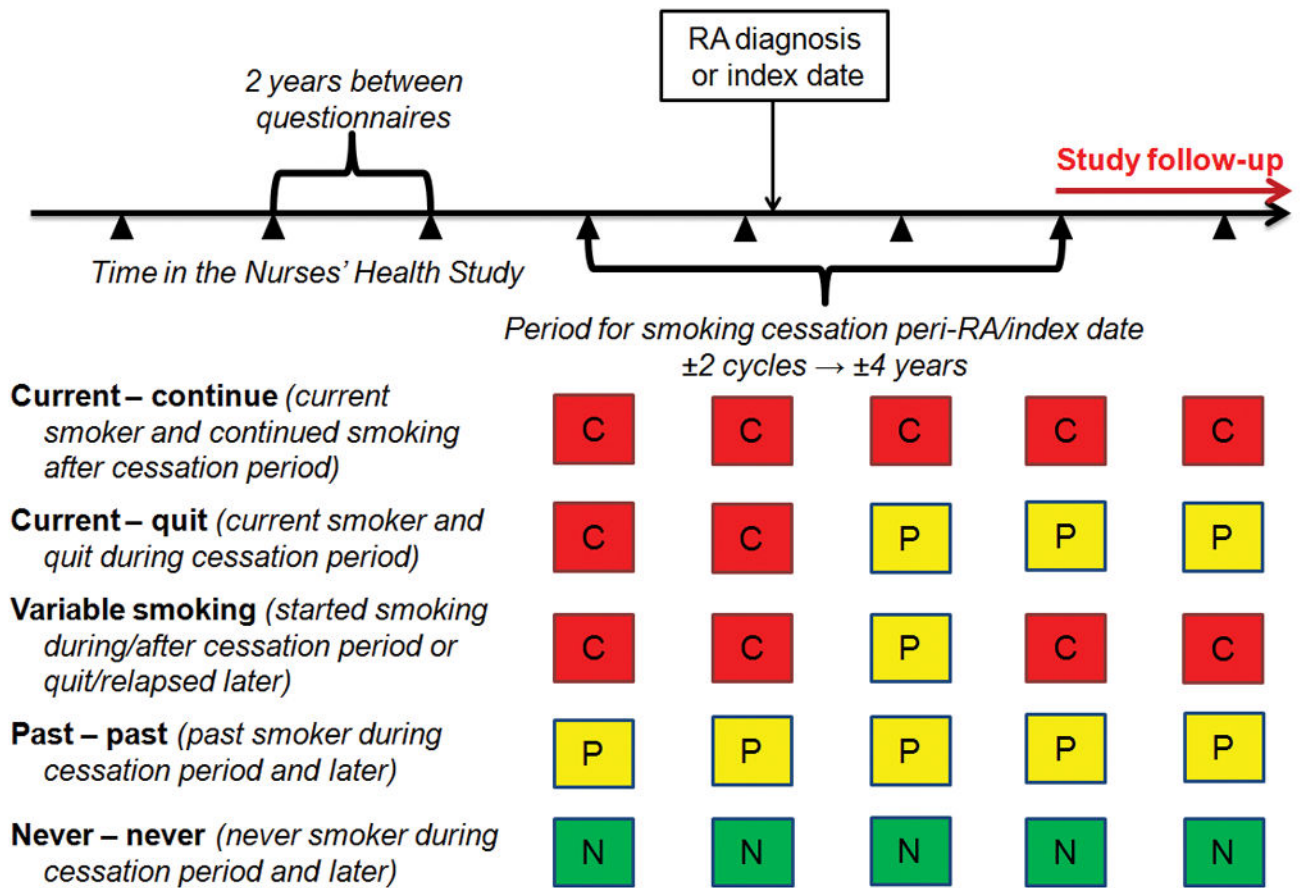 RA diagnosis
or index date
2 years between
questionnaires
Study follow-up
Time in the Nurses' Health Study
Period for smoking cessation peri-RA/index date
±2 cycles → ±4 years
Current – continue (current
smoker and continued smoking
after cessation period)
C C C C C
Current – quit (current smoker and
quit during cessation period)
C C P P P
Variable smoking (started smoking
during/after cessation period or
quit/relapsed later)
C C P C C
Past – past (past smoker during
cessation period and later)
P P P P P
Never – never (never smoker during
cessation period and later)
N N N N N